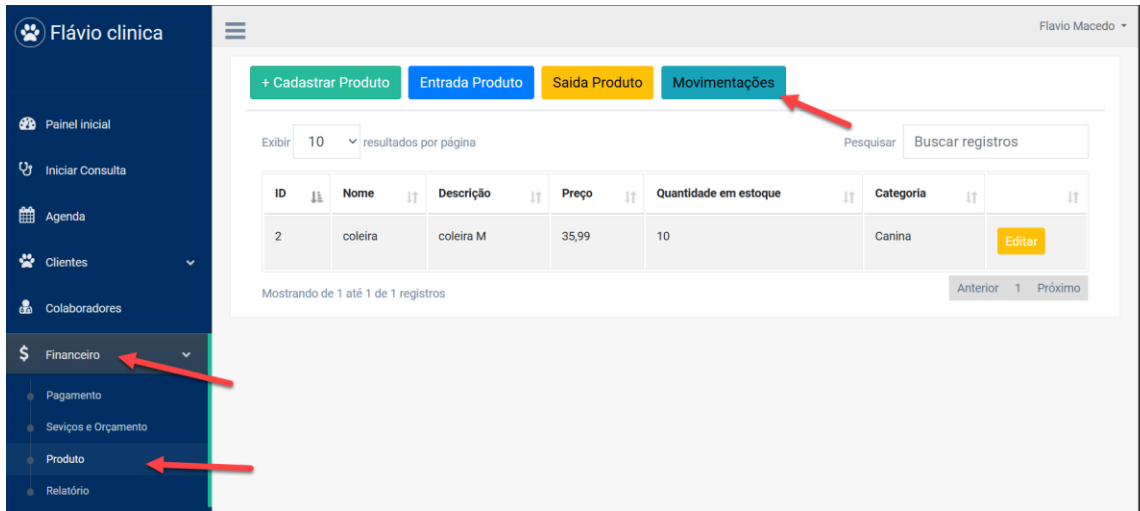 Flávio clinica
Flavio Macedo
Painel inicial
Iniciar Consulta
Agenda
Clientes
Colaboradores
$ Financeiro
Pagamento
Seviços e Orçamento
Produto
Relatório
+ Cadastrar Produto Entrada Produto Saida Produto Movimentações
Exibir 10 resultados por página Pesquisar Buscar registros
ID Nome Descrição Preço Quantidade em estoque Categoria
2 coleira coleira M 35,99 10 Canina Editar
Mostrando de 1 até 1 de 1 registros Anterior 1 Próximo